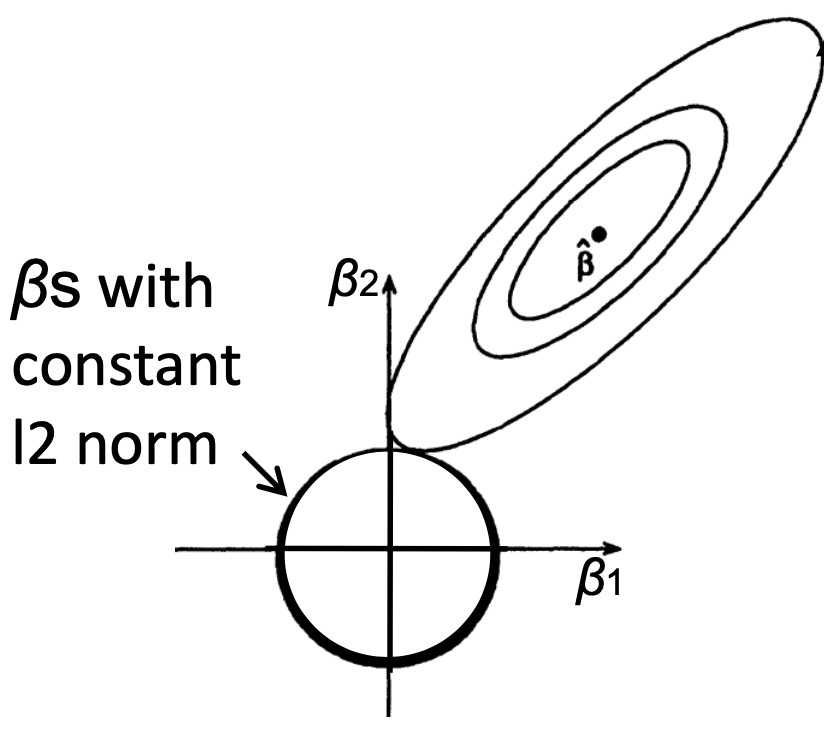 βs with
constant
l2 norm
β2
β̂
β1